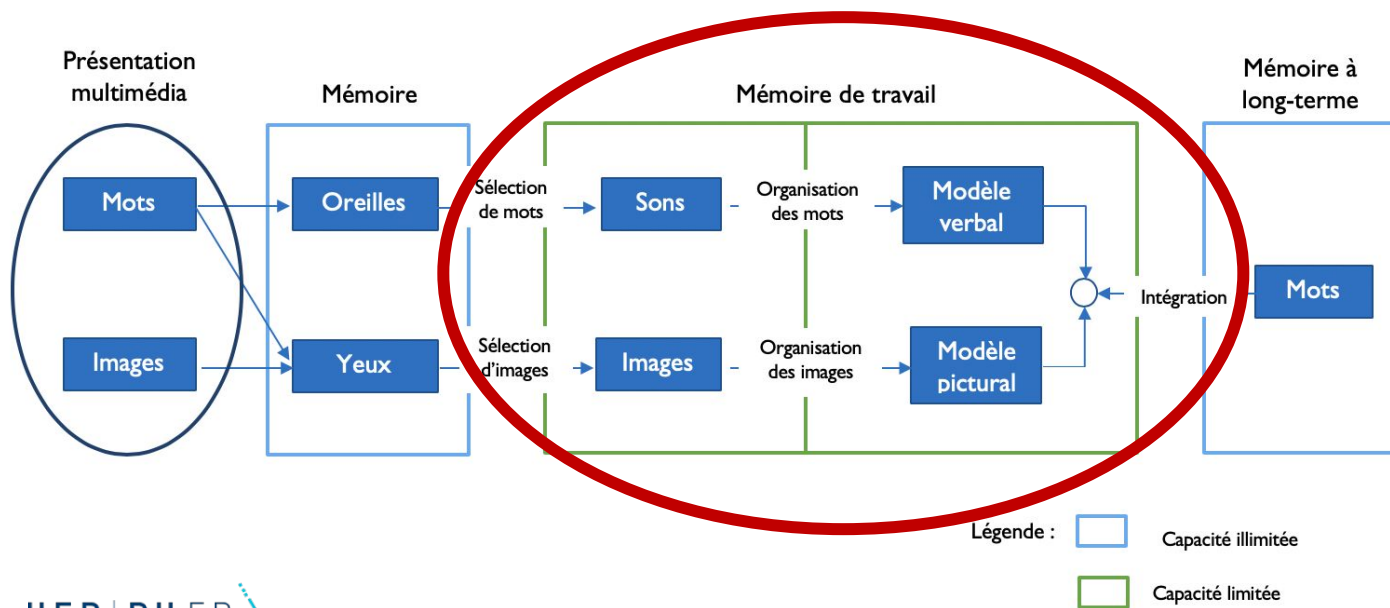 Présentation
multimédia
Mémoire
Mémoire de travail
Mémoire à
long-terme
Mots
Oreilles
Sélection
de mots
Sons
Organisation
des mots
Modèle
verbal
Intégration
Mots
Images
Yeux
Sélection
d'images
Images
Organisation
des images
Modèle
pictural
Légende :
Capacité illimitée
Capacité limitée